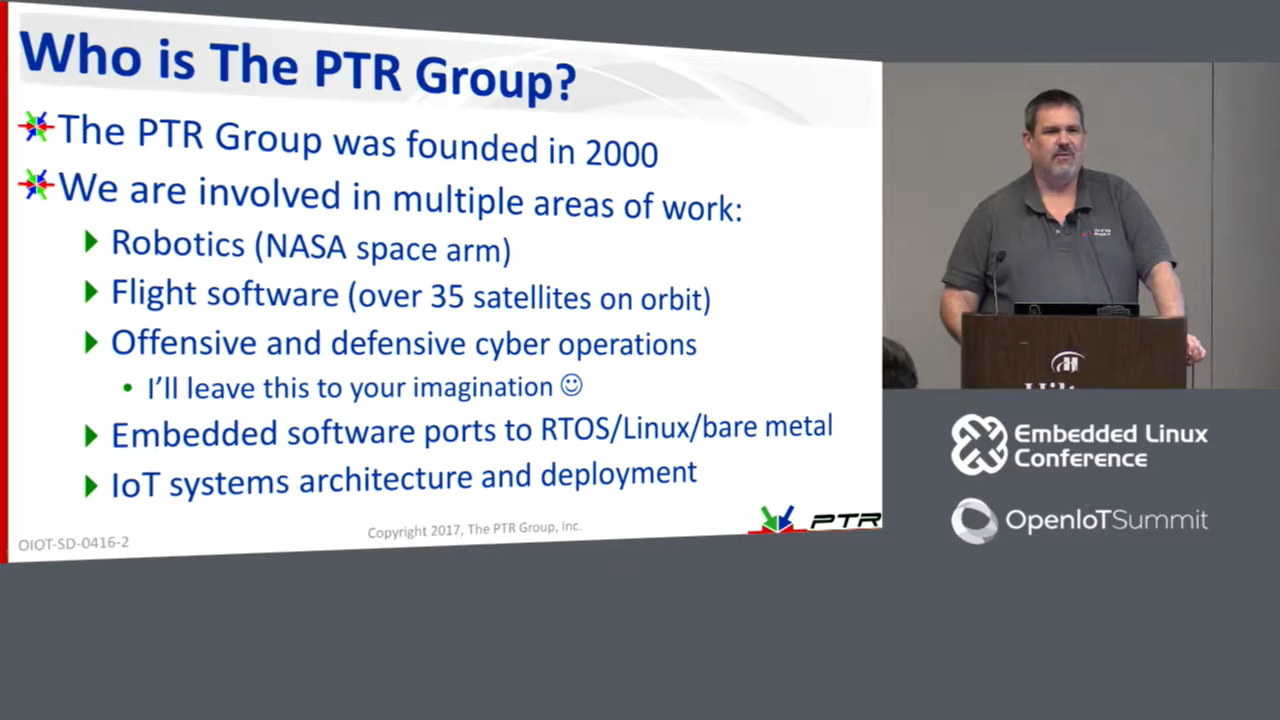 Who is The PTR Group?
The PTR Group was founded in 2000
We are involved in multiple areas of work:
Robotics (NASA space arm)
Flight software (over 35 satellites on orbit)
Offensive and defensive cyber operations
I'll leave this to your imagination ☺
Embedded software ports to RTOS/Linux/bare metal
IoT systems architecture and deployment
OIOT-SD-0416-2
Copyright 2017, The PTR Group, Inc.
PTR
Embedded Linux
Conference
OpenIoTSummit